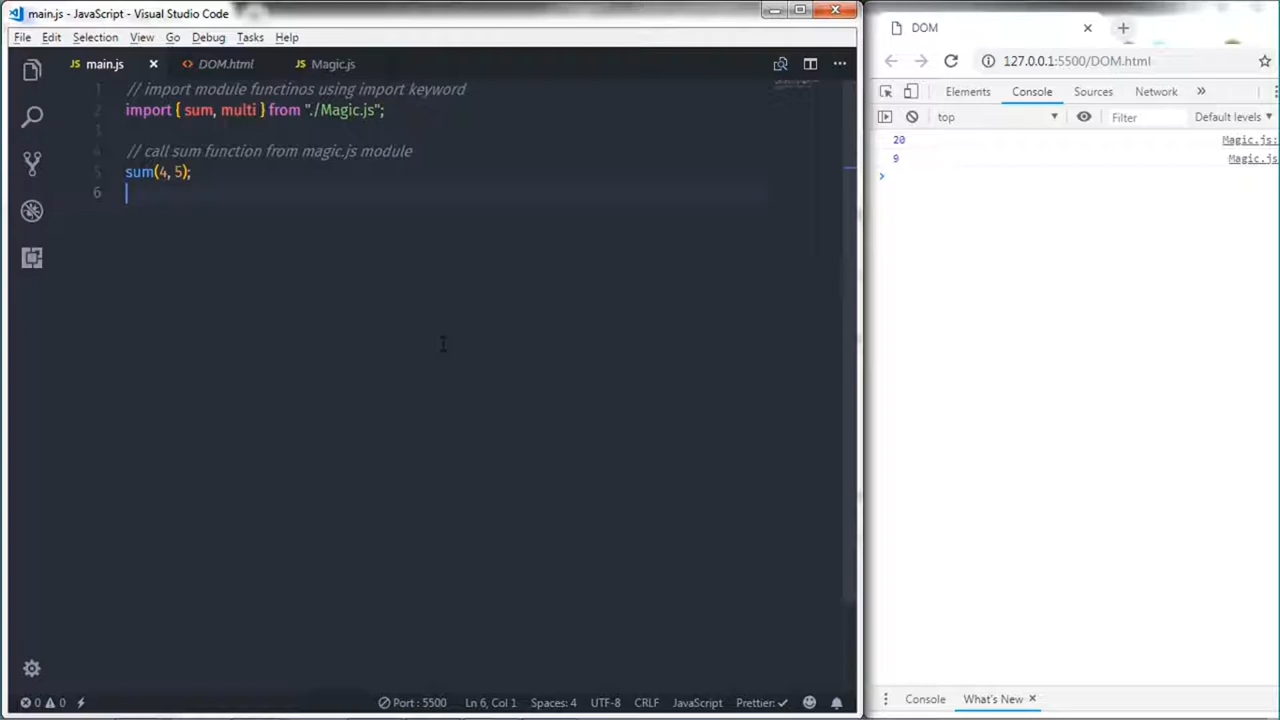 main.js - JavaScript - Visual Studio Code
File Edit Selection View Go Debug Tasks Help
JS main.js
<> DOM.html
JS Magic.js
1 // import module functinos using import keyword
2 import { sum, multi } from "./Magic.js";
3
4 // call sum function from magic.js module
5 sum(4, 5);
6
0 0
Port : 5500
Ln 6, Col 1
Spaces: 4
UTF-8
CRLF
JavaScript
Prettier: ✓
DOM
127.0.0.1:5500/DOM.html
Elements Console Sources Network »
top
Filter
Default levels
20 Magic.js:
9 Magic.js
Console
What's New